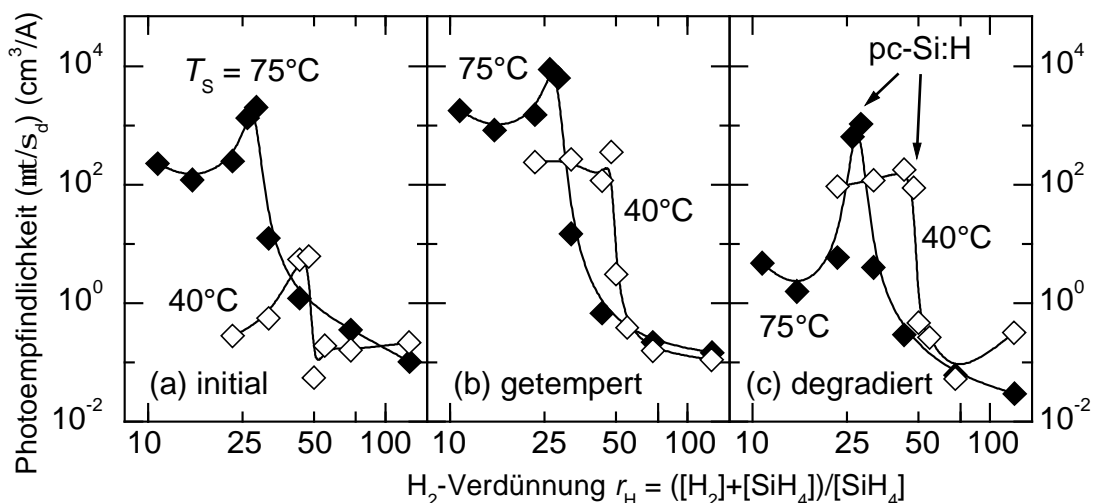 Photoempfindlichkeit (mt/s_d) (cm³/A)
10⁴
10²
10⁰
10⁻²
T_S = 75°C
40°C
(a) initial
75°C
40°C
(b) getempert
pc-Si:H
40°C
75°C
(c) degradiert
10⁴
10²
10⁰
10⁻²
10 25 50 100 10 25 50 100 10 25 50 100
H₂-Verdünnung r_H = ([H₂]+[SiH₄])/[SiH₄]